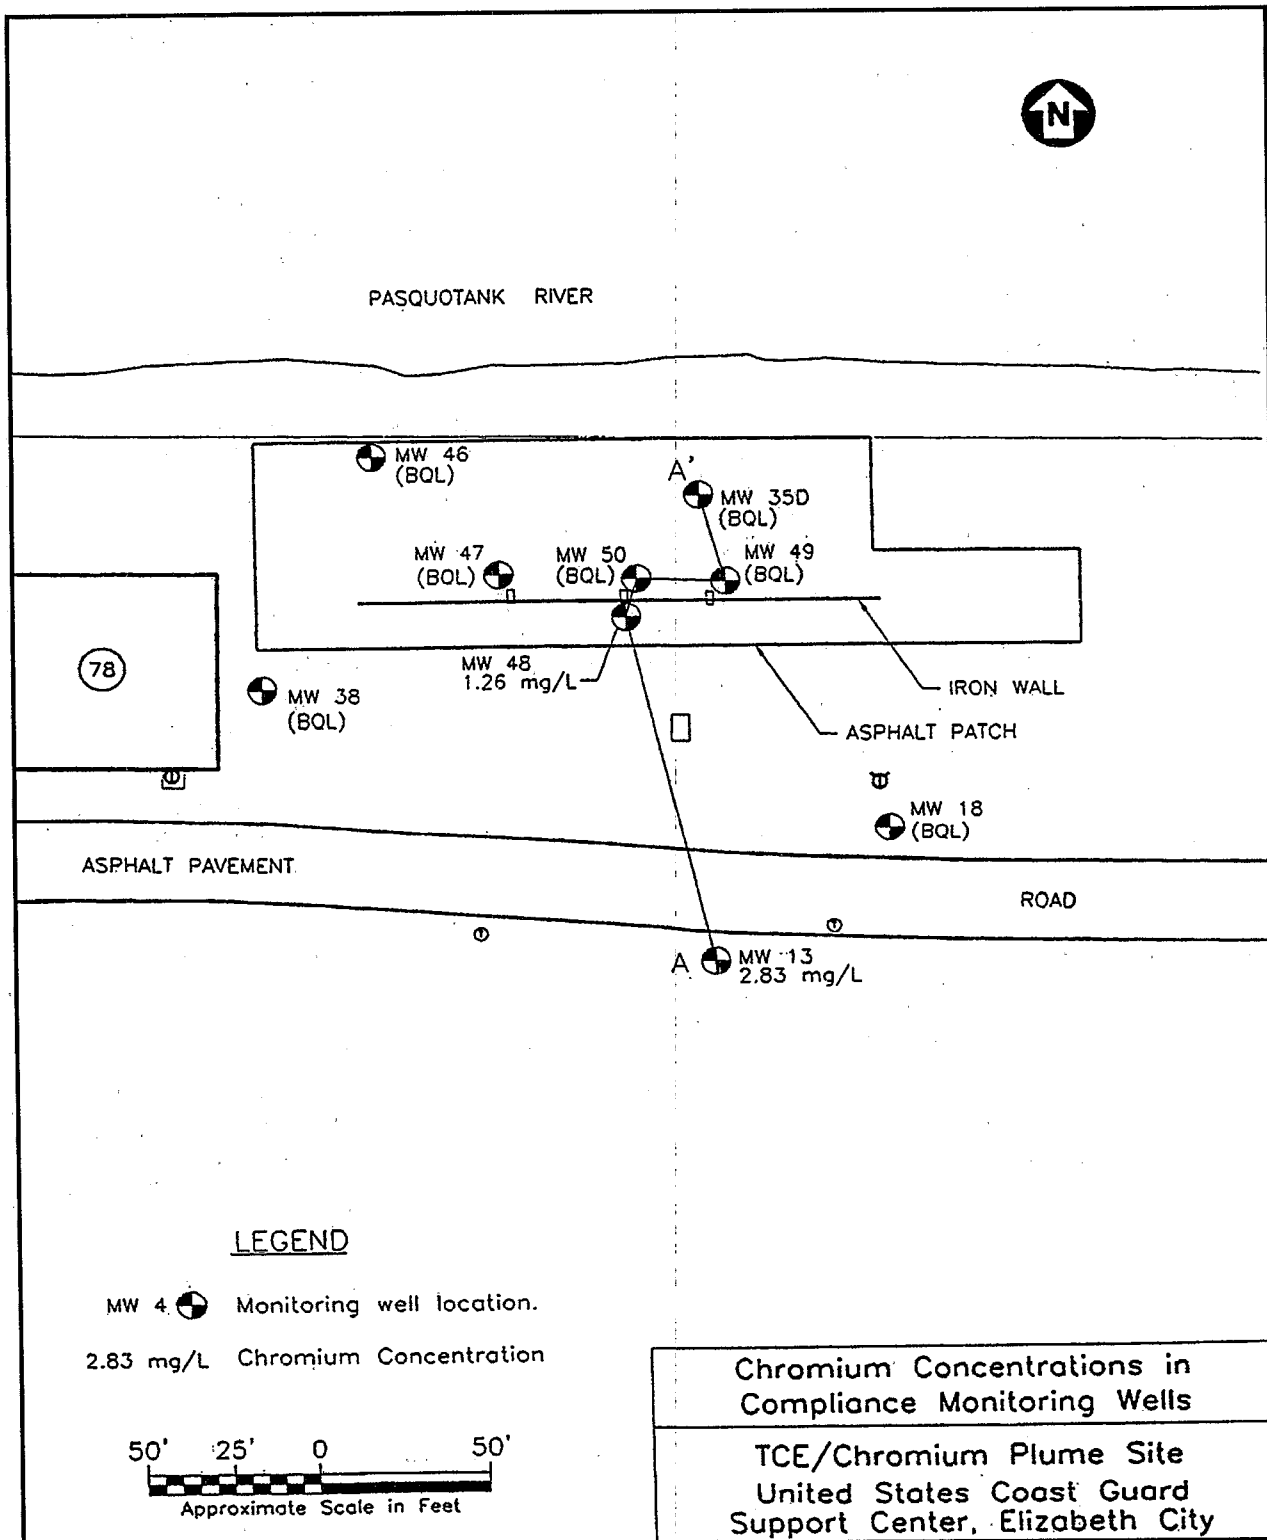 N
PASQUOTANK RIVER
MW 46
(BQL)
A'
MW 35D
(BQL)
MW 47
(BQL)
MW 50
(BQL)
MW 49
(BQL)
78
MW 48
1.26 mg/L
MW 38
(BQL)
IRON WALL
ASPHALT PATCH
MW 18
(BQL)
ASPHALT PAVEMENT
ROAD
A
MW 13
2.83 mg/L
LEGEND
MW 4 Monitoring well location.
2.83 mg/L Chromium Concentration
50' 25' 0 50'
Approximate Scale in Feet
Chromium Concentrations in
Compliance Monitoring Wells
TCE/Chromium Plume Site
United States Coast Guard
Support Center, Elizabeth City